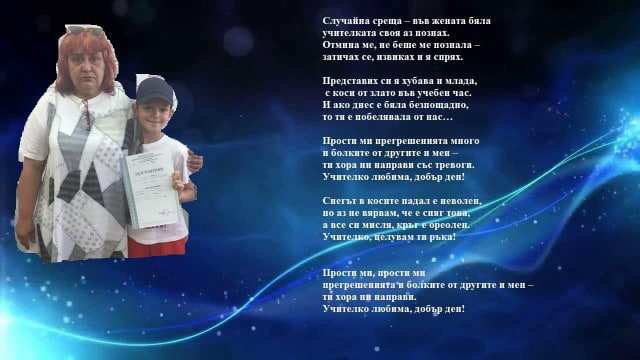 Случайна среща – във жената бяла
учителката своя аз познах.
Отмина ме, не беше ме познала –
затичах се, извиках и я спрях.
Представих си я хубава и млада,
с коси от злато във учебен час.
И ако днес е бяла безпощадно,
то тя е побелявала от нас…
Прости ми прегрешенията много
и болките от другите и мен –
ти хора ни направи със тревоги.
Учителко любима, добър ден!
Снегът в косите падал е неволен,
но аз не вярвам, че е сняг това,
а все си мисля, кръг е ореолен.
Учителко, целувам ти ръка!
Прости ми, прости ми
прегрешенията и болките от другите и мен –
ти хора ни направи.
Учителко любима, добър ден!